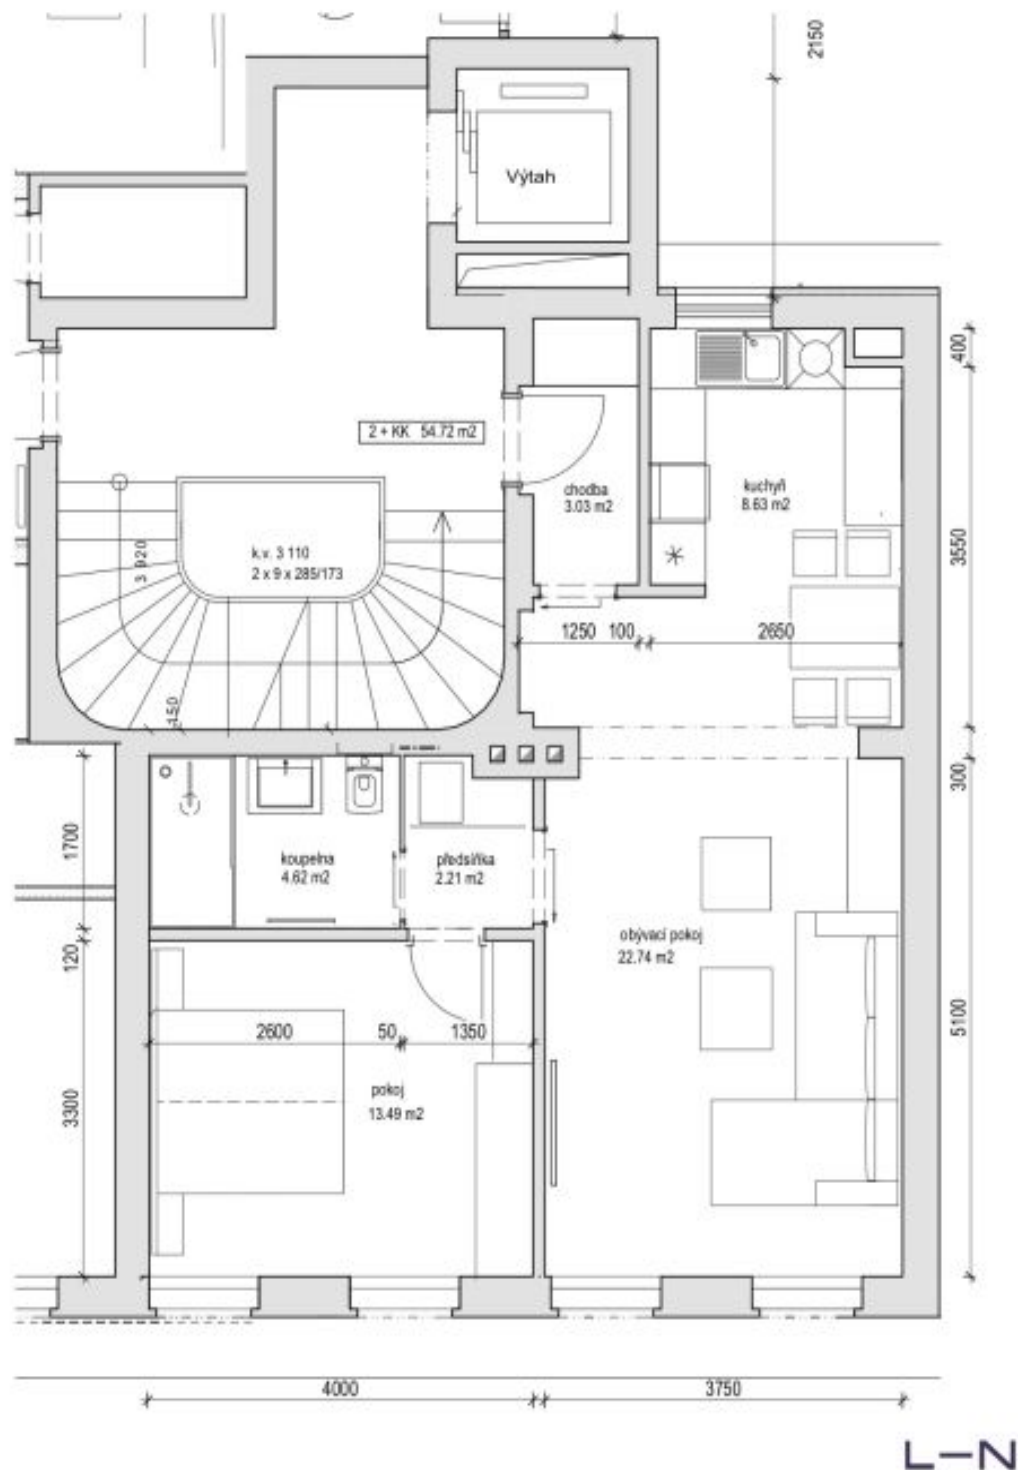 2150
Výtah
400
2 + KK 54.72 m2
chodba
3.03 m2
kuchyň
8.63 m2
3550
k.v. 3 110
2 x 9 x 285/173
3 020
1250 100 2650
150
300
1700
koupelna
4.62 m2
předsíňka
2.21 m2
obývací pokoj
22.74 m2
120
2600 50 1350
5100
pokoj
13.49 m2
3300
4000 3750
L–N